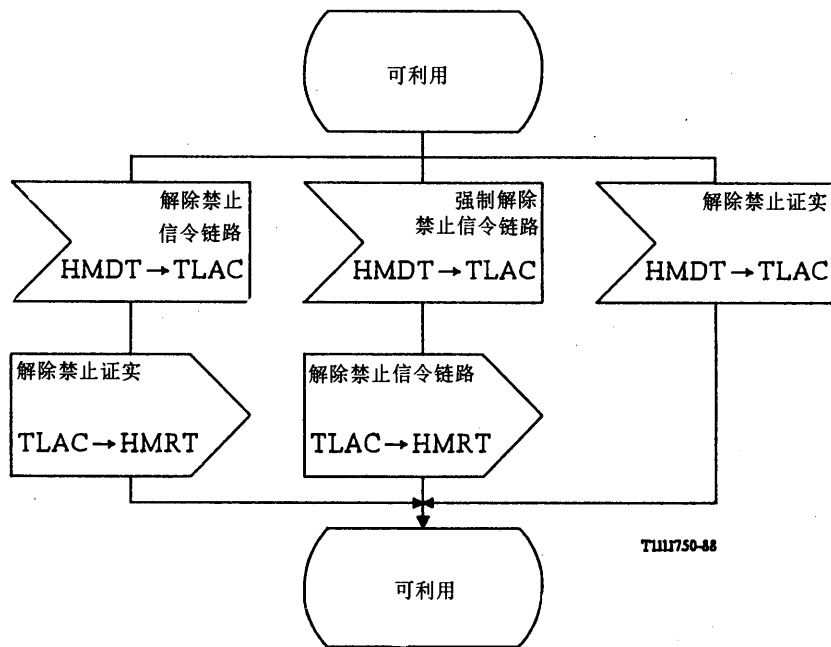 可利用
解除禁止
信令链路
HMDT→TLAC
强制解除
禁止信令链路
HMDT→TLAC
解除禁止证实
HMDT→TLAC
解除禁止证实
TLAC→HMRT
解除禁止信令链路
TLAC→HMRT
T1111750-88
可利用